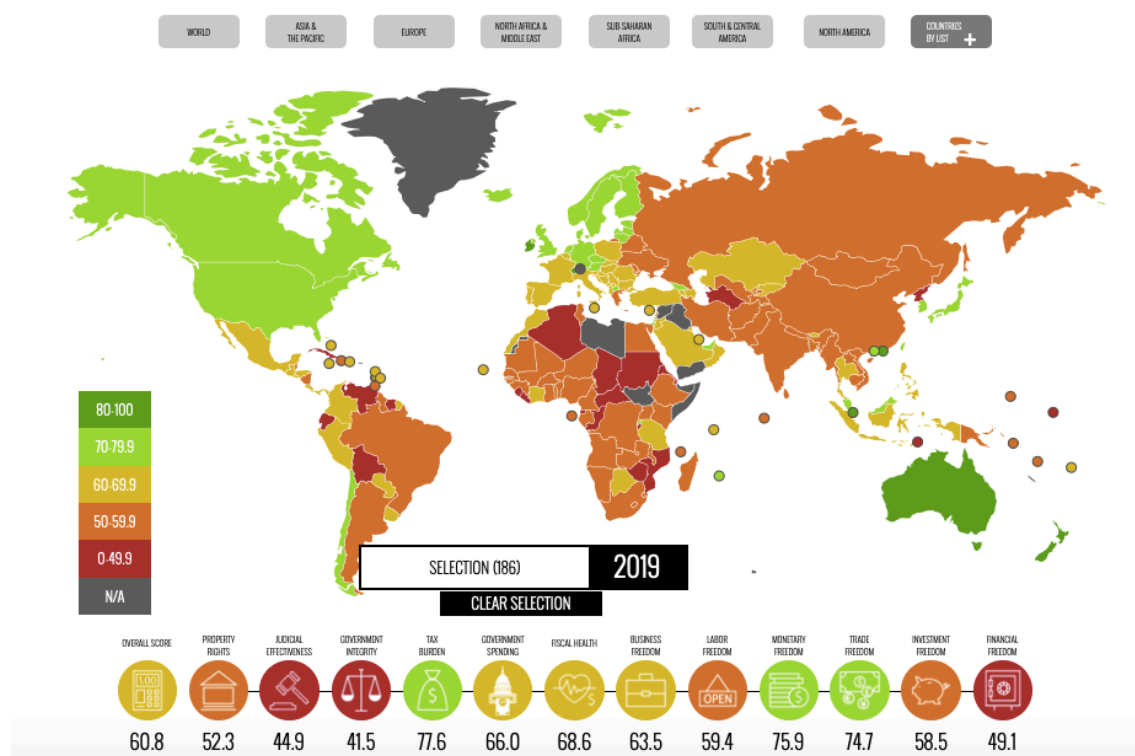 WORLD
ASIA &
THE PACIFIC
EUROPE
NORTH AFRICA &
MIDDLE EAST
SUB-SAHARAN
AFRICA
SOUTH & CENTRAL
AMERICA
NORTH AMERICA
COUNTRIES
BY LIST +
80-100
70-79.9
60-69.9
50-59.9
0-49.9
N/A
SELECTION (186)
2019
CLEAR SELECTION
OVERALL SCORE
PROPERTY
RIGHTS
JUDICIAL
EFFECTIVENESS
GOVERNMENT
INTEGRITY
TAX
BURDEN
GOVERNMENT
SPENDING
FISCAL HEALTH
BUSINESS
FREEDOM
LABOR
FREEDOM
MONETARY
FREEDOM
TRADE
FREEDOM
INVESTMENT
FREEDOM
FINANCIAL
FREEDOM
1.00
$
$
OPEN
$
$
60.8 52.3 44.9 41.5 77.6 66.0 68.6 63.5 59.4 75.9 74.7 58.5 49.1